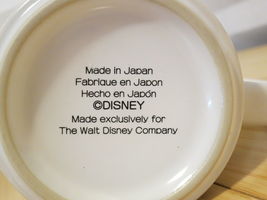 Made in Japan
Fabrique en Japon
Hecho en Japón
©DISNEY
Made exclusively for
The Walt Disney Company